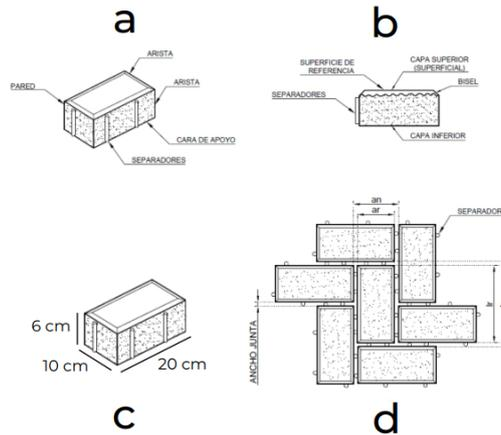 a
ARISTA
PARED
ARISTA
CARA DE APOYO
SEPARADORES
b
SUPERFICIE DE
REFERENCIA
CAPA SUPERIOR
(SUPERFICIAL)
BISEL
SEPARADORES
CAPA INFERIOR
6 cm
10 cm
20 cm
c
an
ar
SEPARADOR
lr
ANCHO JUNTA
d